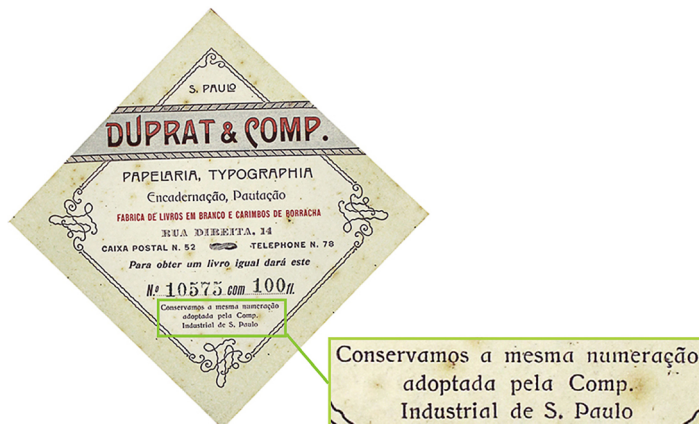 S. PAULO
DUPRAT & COMP.
PAPELARIA, TYPOGRAPHIA
Encadernação, Pautação
FABRICA DE LIVROS EM BRANCO E CARIMBOS DE BORRACHA
RUA DIREITA, 14
CAIXA POSTAL N. 52 TELEPHONE N. 78
Para obter um livro igual dará este
N.º 10575 com 100 fl.
Conservamos a mesma numeração
adoptada pela Comp.
Industrial de S. Paulo
Conservamos a mesma numeração
adoptada pela Comp.
Industrial de S. Paulo